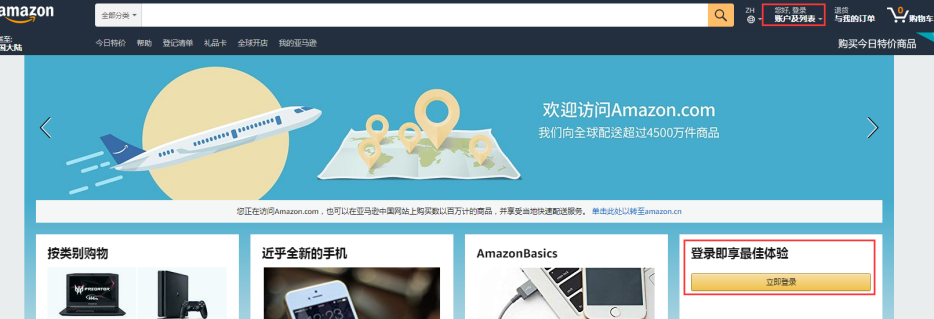 amazon
全部分类
ZH
您好, 登录
账户及列表
退货
与我的订单
0
购物车
送至:
国大陆
今日特价 帮助 登记清单 礼品卡 全球开店 我的亚马逊
购买今日特价商品
欢迎访问Amazon.com
我们向全球配送超过4500万件商品
您正在访问Amazon.com，也可以在亚马逊中国网站上购买数以百万计的商品，并享受当地快速配送服务。 单击此处以转至amazon.cn
按类别购物
近乎全新的手机
AmazonBasics
登录即享最佳体验
立即登录
PREDATOR